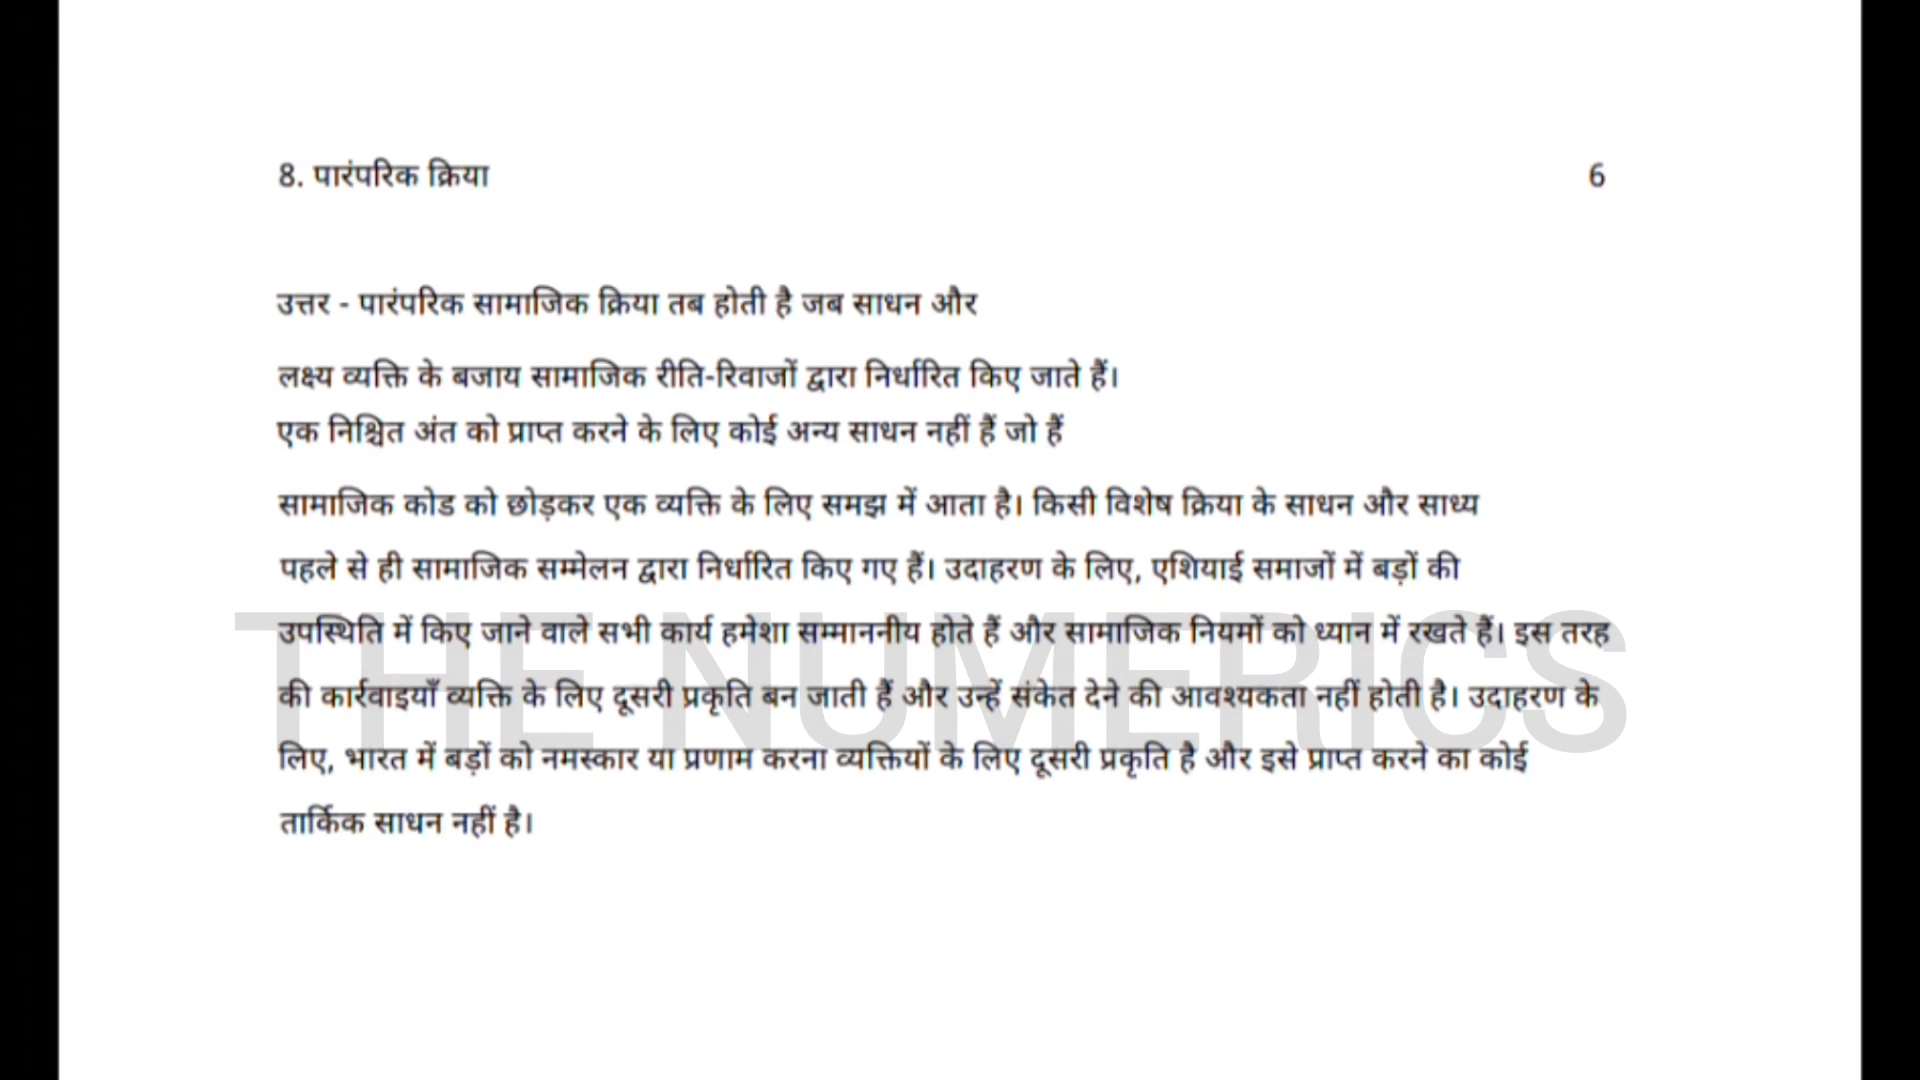 8. पारंपरिक क्रिया 6
उत्तर - पारंपरिक सामाजिक क्रिया तब होती है जब साधन और
लक्ष्य व्यक्ति के बजाय सामाजिक रीति-रिवाजों द्वारा निर्धारित किए जाते हैं।
एक निश्चित अंत को प्राप्त करने के लिए कोई अन्य साधन नहीं हैं जो हैं
सामाजिक कोड को छोड़कर एक व्यक्ति के लिए समझ में आता है। किसी विशेष क्रिया के साधन और साध्य
पहले से ही सामाजिक सम्मेलन द्वारा निर्धारित किए गए हैं। उदाहरण के लिए, एशियाई समाजों में बड़ों की
उपस्थिति में किए जाने वाले सभी कार्य हमेशा सम्माननीय होते हैं और सामाजिक नियमों को ध्यान में रखते हैं। इस तरह
की कार्रवाइयाँ व्यक्ति के लिए दूसरी प्रकृति बन जाती हैं और उन्हें संकेत देने की आवश्यकता नहीं होती है। उदाहरण के
लिए, भारत में बड़ों को नमस्कार या प्रणाम करना व्यक्तियों के लिए दूसरी प्रकृति है और इसे प्राप्त करने का कोई
तार्किक साधन नहीं है।
THE NUMERICS